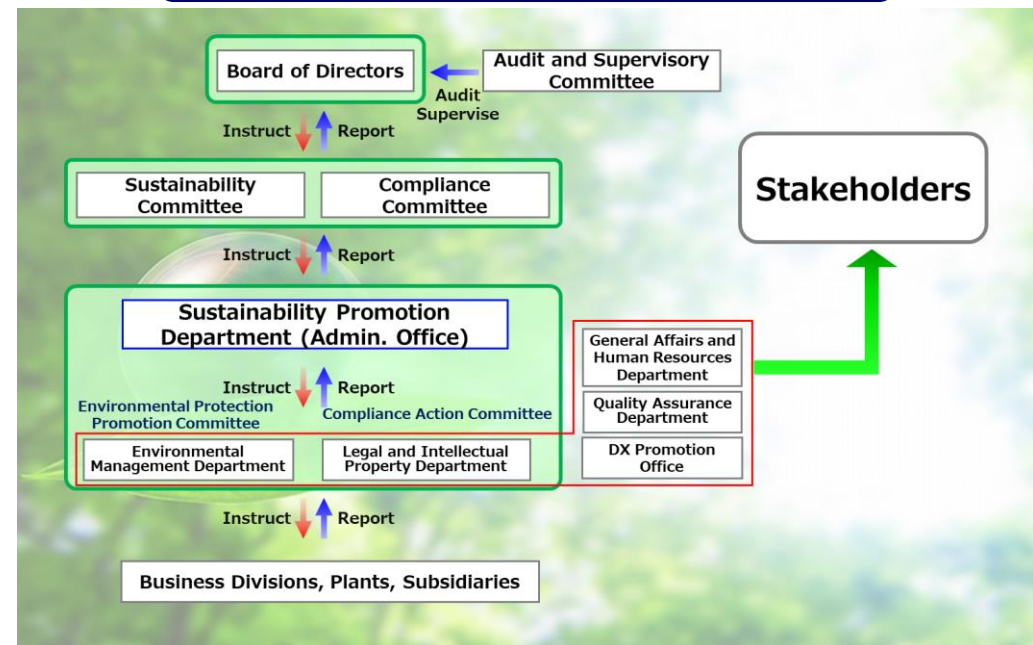 Board of Directors
Audit and Supervisory
Committee
Audit
Supervise
Instruct
Report
Sustainability
Committee
Compliance
Committee
Instruct
Report
Stakeholders
Sustainability Promotion
Department (Admin. Office)
Instruct
Report
Environmental Protection
Promotion Committee
Compliance Action Committee
Environmental
Management Department
Legal and Intellectual
Property Department
General Affairs and
Human Resources
Department
Quality Assurance
Department
DX Promotion
Office
Instruct
Report
Business Divisions, Plants, Subsidiaries